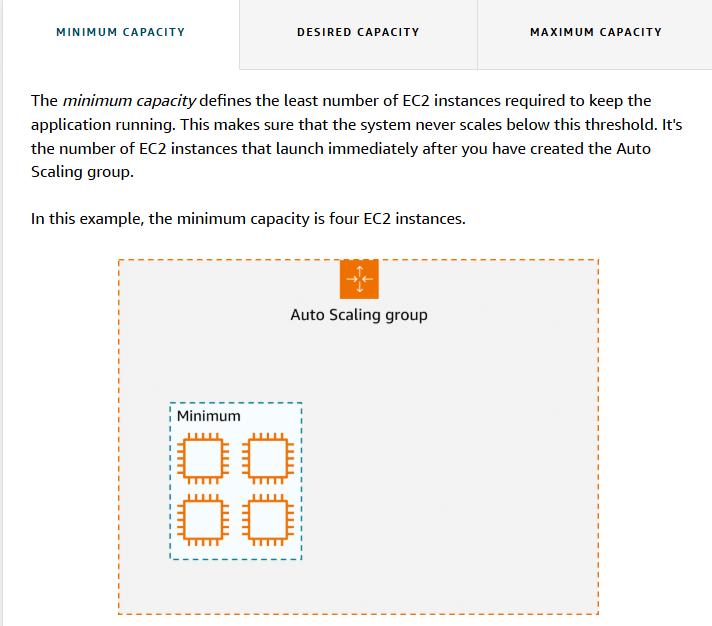 MINIMUM CAPACITY
DESIRED CAPACITY
MAXIMUM CAPACITY
The minimum capacity defines the least number of EC2 instances required to keep the
application running. This makes sure that the system never scales below this threshold. It's
the number of EC2 instances that launch immediately after you have created the Auto
Scaling group.
In this example, the minimum capacity is four EC2 instances.
Auto Scaling group
Minimum